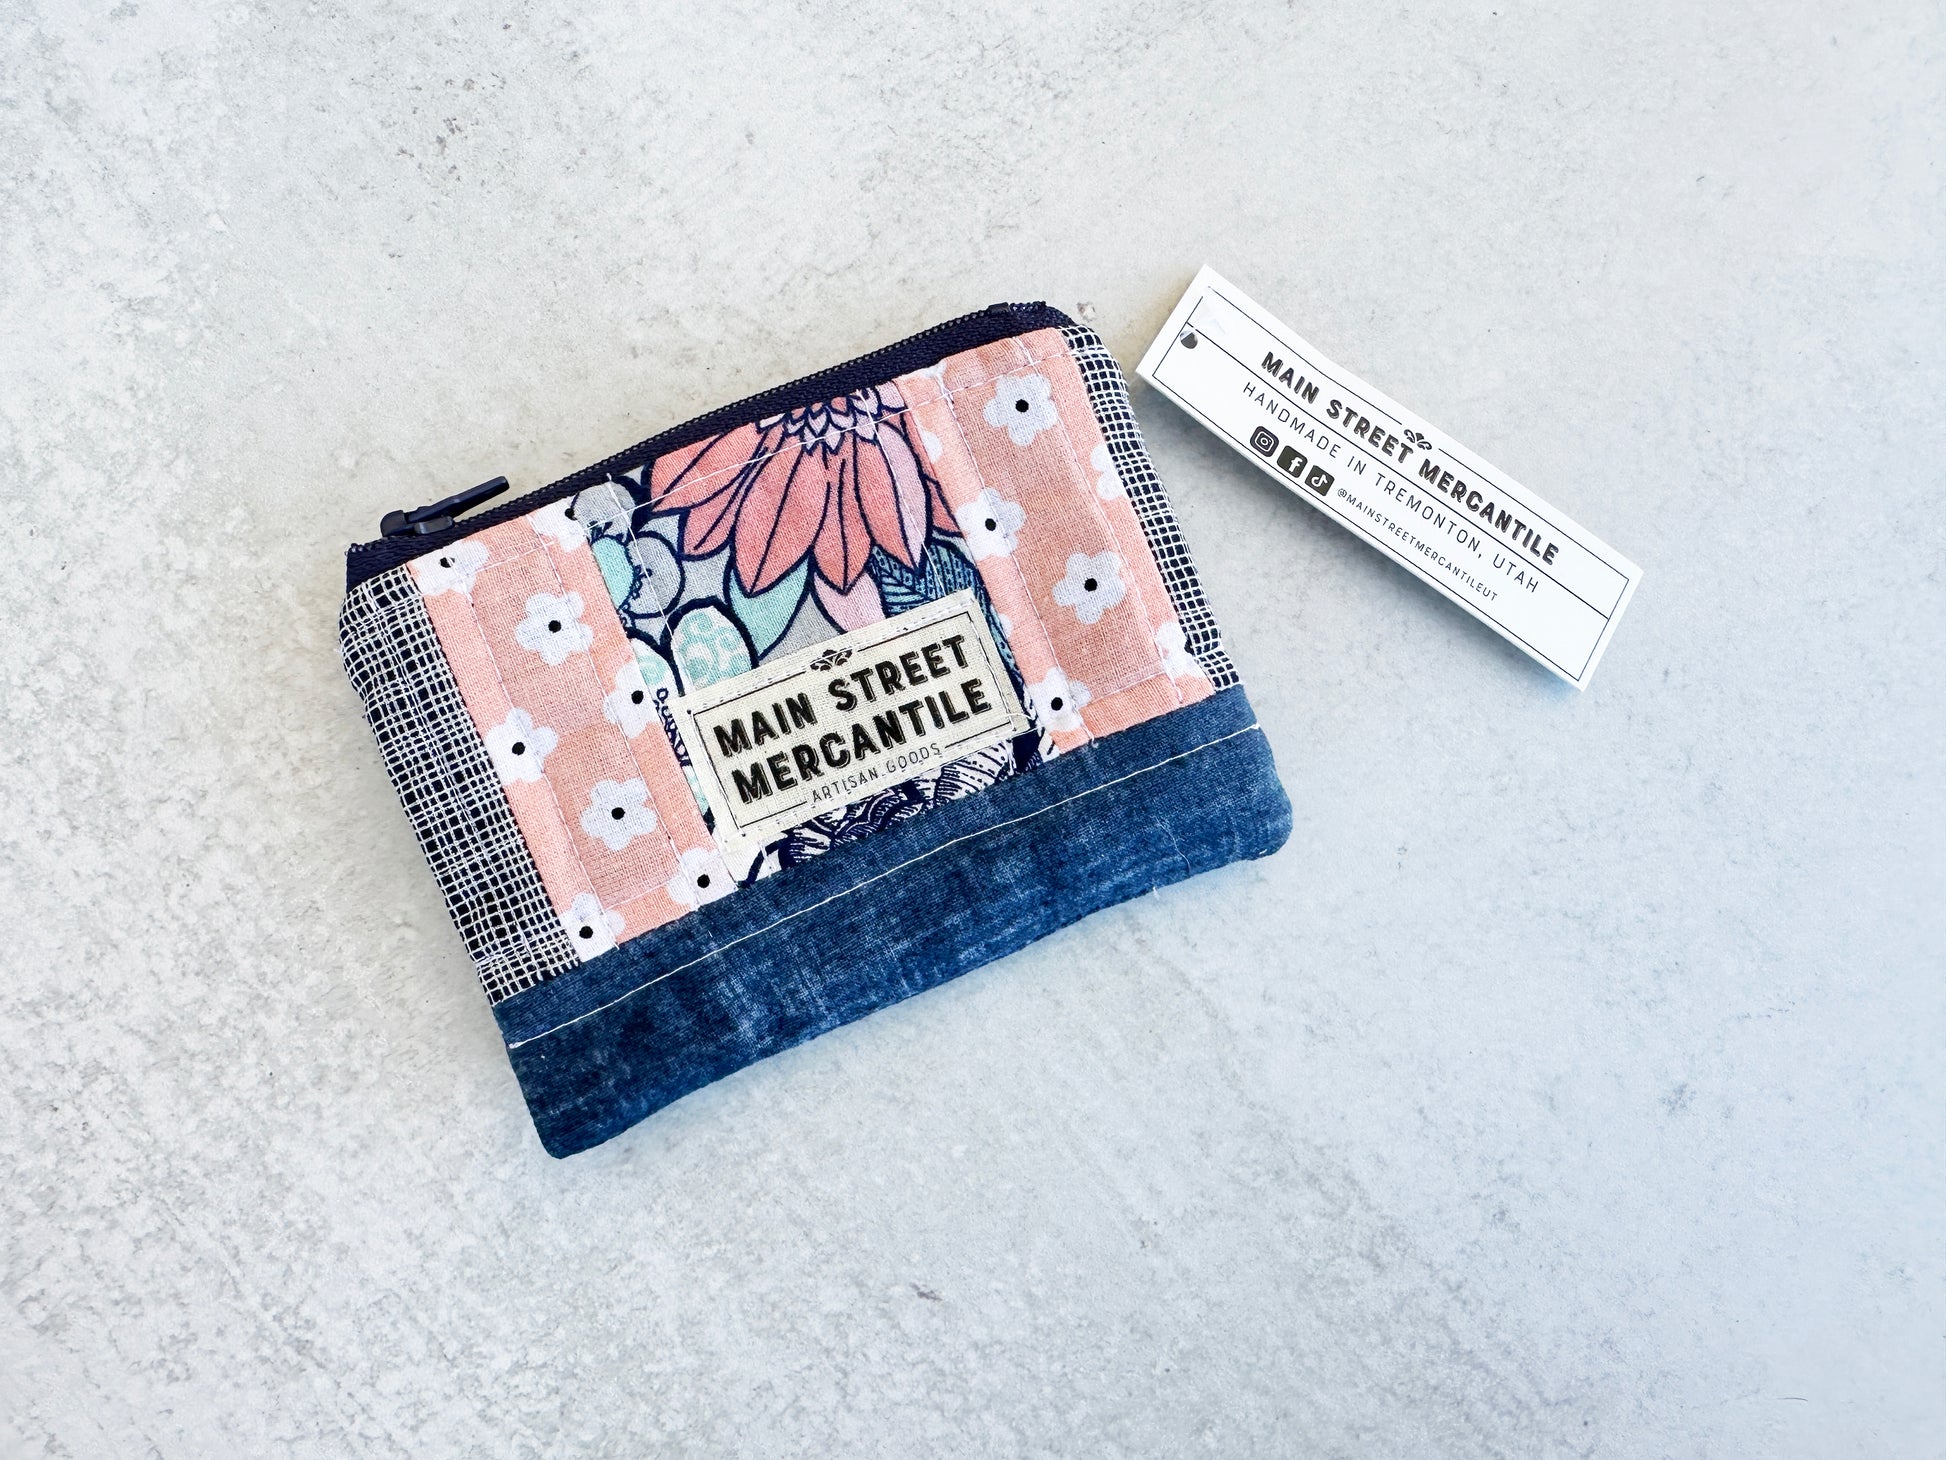 MAIN STREET
MERCANTILE
ARTISAN GOODS
MAIN STREET MERCANTILE
HANDMADE IN TREMONTON, UTAH
@MAINSTREETMERCANTILEUT